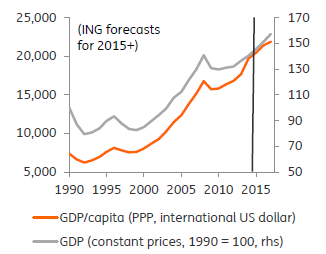 25,000
20,000
15,000
10,000
5,000
(ING forecasts
for 2015+)
170
150
130
110
90
70
50
1990 1995 2000 2005 2010 2015
GDP/capita (PPP, international US dollar)
GDP (constant prices, 1990 = 100, rhs)